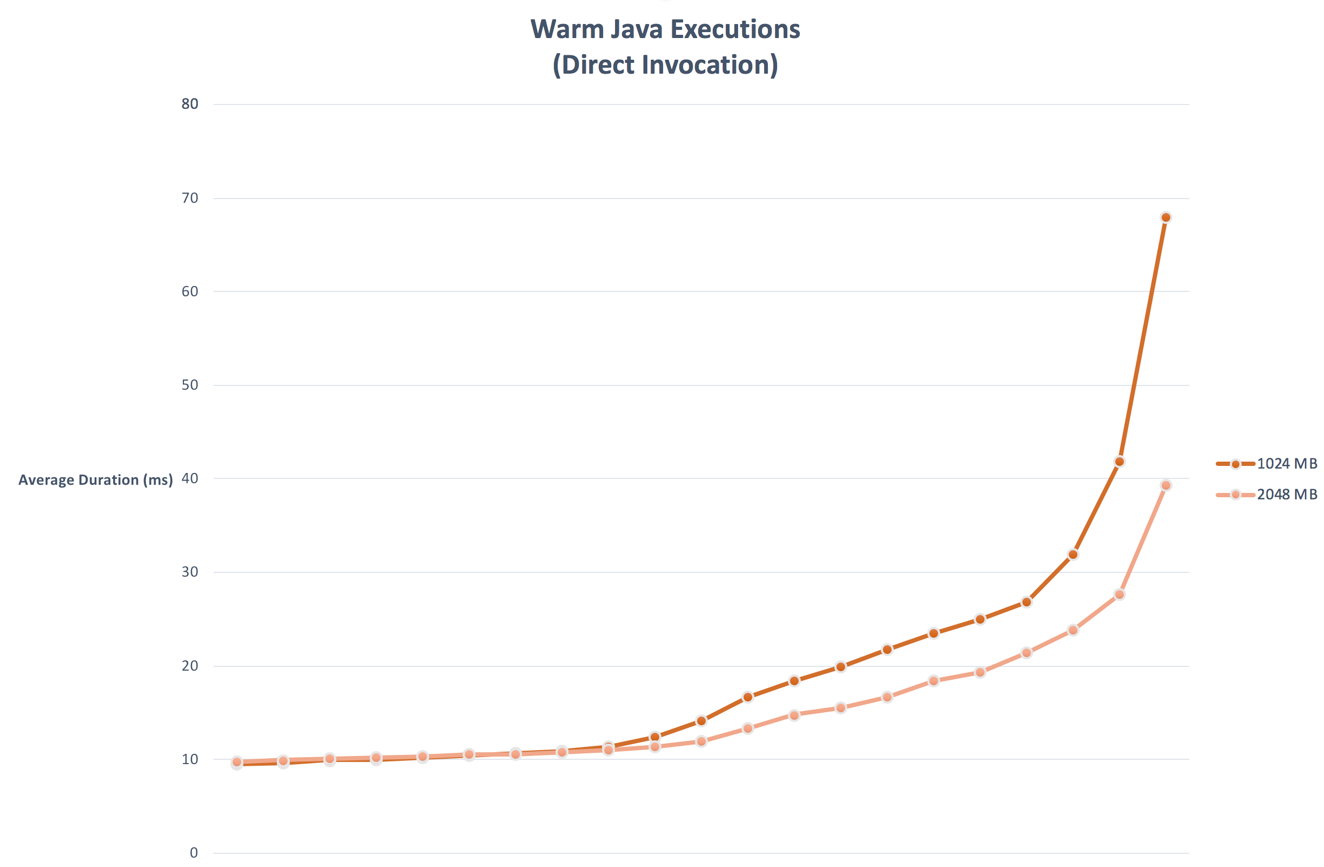 Warm Java Executions
(Direct Invocation)
80
70
60
50
Average Duration (ms) 40
30
20
10
0
1024 MB
2048 MB